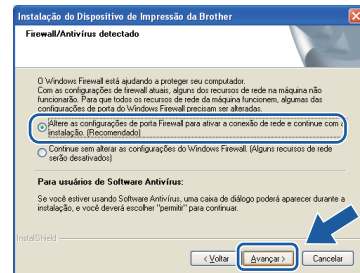 Instalação do Dispositivo de Impressão da Brother
Firewall/Antivírus detectado
O Windows Firewall está ajudando a proteger seu computador.
Com as configurações de firewall atuais, alguns dos recursos de rede na máquina não
funcionarão. Para que todos os recursos de rede da máquina funcionem, algumas das
configurações de porta do Windows Firewall precisam ser alteradas.
Altere as configurações de porta Firewall para ativar a conexão de rede e continue com a
instalação. (Recomendado)
Continue sem alterar as configurações do Windows Firewall. (Alguns recursos de rede
serão desativados)
Para usuários de Software Antivírus:
Se você estiver usando Software Antivírus, uma caixa de diálogo poderá aparecer durante a
instalação, e você deverá escolher "permitir" para continuar.
InstallShield
< Voltar Avançar > Cancelar